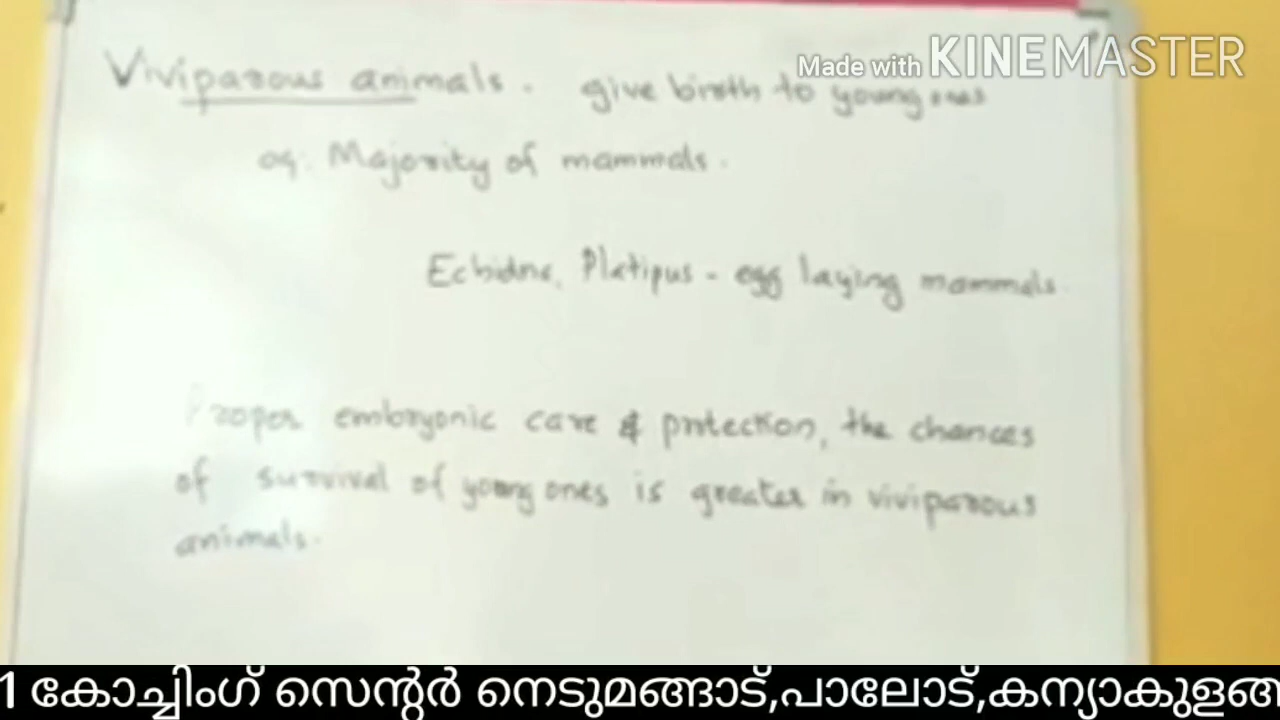 Made with KINEMASTER
Viviparous animals. give birth to young ones
eg: Majority of mammals.
Echidna, Platipus - egg laying mammals.
Proper embryonic care & protection, the chances
of survival of young ones is greater in viviparous
animals.
1 കോച്ചിംഗ് സെന്റർ നെടുമങ്ങാട്,പാലോട്,കന്യാകുളങ്ങ